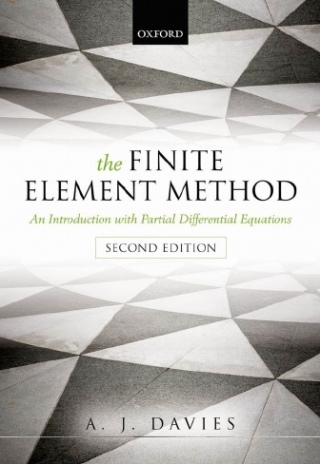 OXFORD
the FINITE
ELEMENT METHOD
An Introduction with Partial Differential Equations
SECOND EDITION
A. J. DAVIES